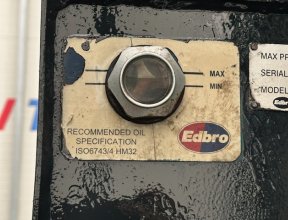 MAX
MIN
RECOMMENDED OIL
SPECIFICATION
ISO6743/4 HM32
Edbro
MAX PR
SERIAL
MODEL